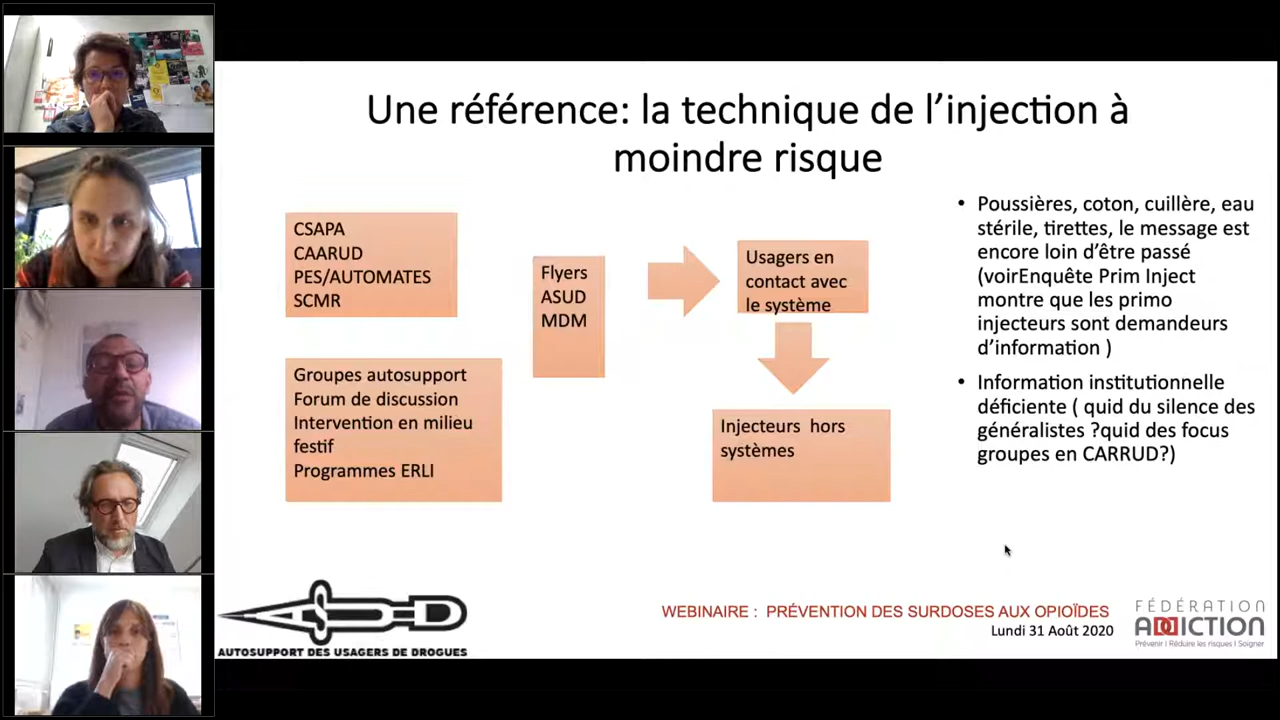 Une référence: la technique de l’injection à
moindre risque
CSAPA
CAARUD
PES/AUTOMATES
SCMR
Flyers
ASUD
MDM
Usagers en
contact avec
le système
Groupes autosupport
Forum de discussion
Intervention en milieu
festif
Programmes ERLI
Injecteurs hors
systèmes
• Poussières, coton, cuillère, eau
stérile, tirettes, le message est
encore loin d’être passé
(voirEnquête Prim Inject
montre que les primo
injecteurs sont demandeurs
d’information )
• Information institutionnelle
déficiente ( quid du silence des
généralistes ?quid des focus
groupes en CARRUD?)
ASUD
AUTOSUPPORT DES USAGERS DE DROGUES
WEBINAIRE : PRÉVENTION DES SURDOSES AUX OPIOÏDES
Lundi 31 Août 2020
FÉDÉRATION
ADDICTION
Prévenir I Réduire les risques I Soigner